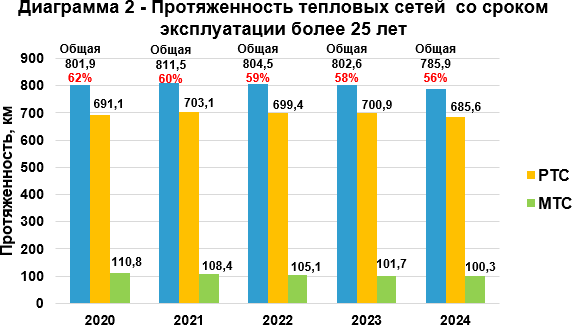 Диаграмма 2 - Протяженность тепловых сетей со сроком
эксплуатации более 25 лет
Протяженность, км
900
800
700
600
500
400
300
200
100
0
Общая Общая Общая Общая Общая
801,9 811,5 804,5 802,6 785,9
62% 60% 59% 58% 56%
691,1 703,1 699,4 700,9 685,6
110,8 108,4 105,1 101,7 100,3
2020 2021 2022 2023 2024
РТС
МТС